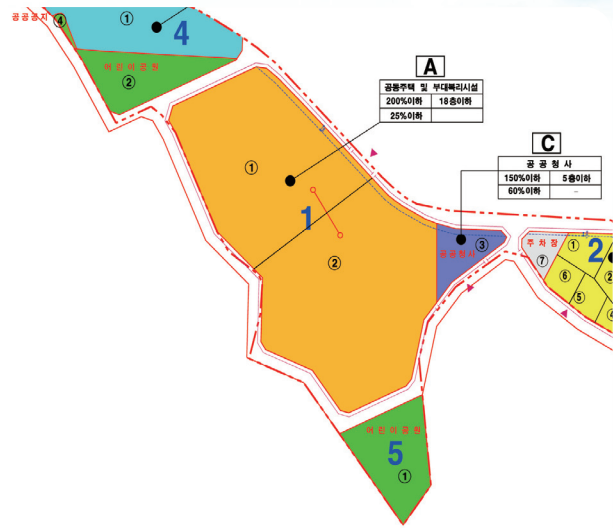 공공공지
④
①
4
어린이공원
②
A
공동주택 및 부대복리시설
200%이하 18층이하
25%이하
C
공공청사
150%이하 5층이하
60%이하 -
①
1
②
③
공공청사
주차장
⑦
①
2
②
⑥
⑤
④
어린이공원
5
①